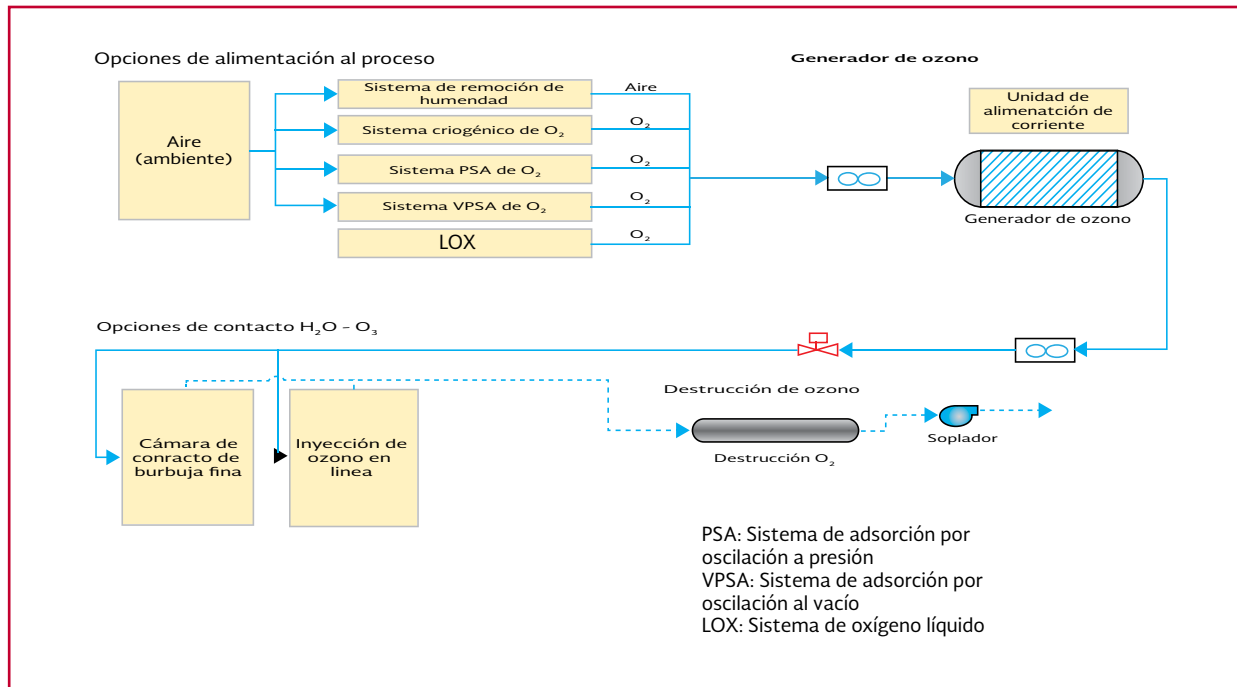 Opciones de alimentación al proceso
Generador de ozono
Aire
(ambiente)
Sistema de remoción de
humendad
Aire
Sistema criogénico de O₂
O₂
Sistema PSA de O₂
O₂
Sistema VPSA de O₂
O₂
LOX
O₂
Unidad de
alimenatción de
corriente
Generador de ozono
Opciones de contacto H₂O - O₃
Cámara de
conracto de
burbuja fina
Inyección de
ozono en
linea
Destrucción de ozono
Destrucción O₂
Soplador
PSA: Sistema de adsorción por
oscilación a presión
VPSA: Sistema de adsorción por
oscilación al vacío
LOX: Sistema de oxígeno líquido